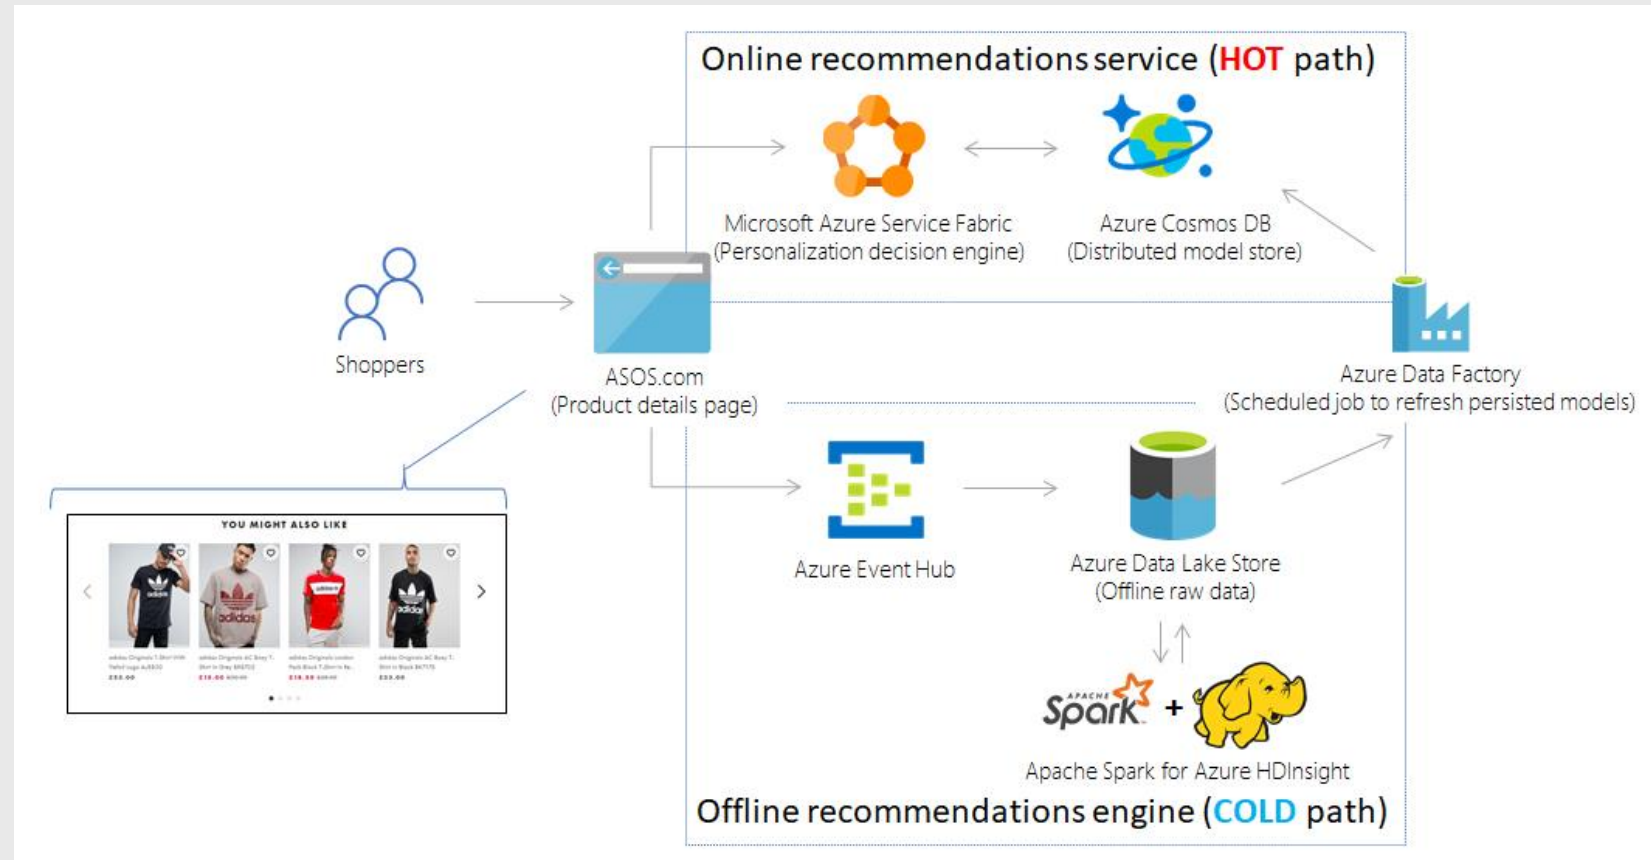 Online recommendations service (HOT path)
Microsoft Azure Service Fabric
(Personalization decision engine)
Azure Cosmos DB
(Distributed model store)
Shoppers
ASOS.com
(Product details page)
Azure Data Factory
(Scheduled job to refresh persisted models)
YOU MIGHT ALSO LIKE
adidas
adidas
adidas
Azure Event Hub
Azure Data Lake Store
(Offline raw data)
APACHE
Spark
+
Apache Spark for Azure HDInsight
Offline recommendations engine (COLD path)